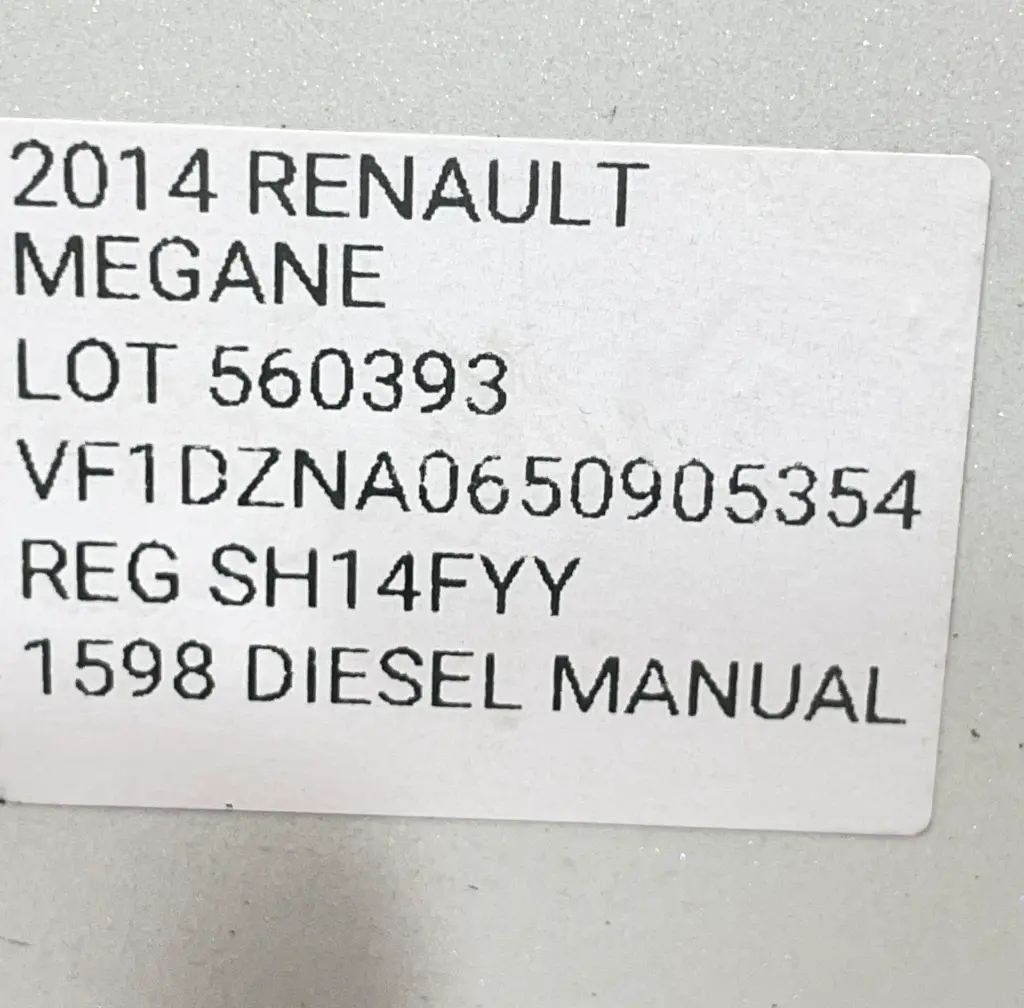 2014 RENAULT
MEGANE
LOT 560393
VF1DZNA0650905354
REG SH14FYY
1598 DIESEL MANUAL